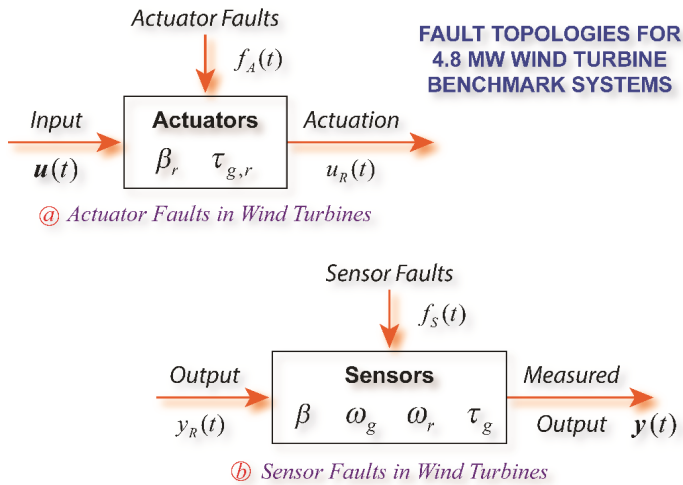 Actuator Faults
f_A(t)
FAULT TOPOLOGIES FOR
4.8 MW WIND TURBINE
BENCHMARK SYSTEMS
Input
u(t)
Actuators
β_r τ_{g,r}
Actuation
u_R(t)
ⓐ Actuator Faults in Wind Turbines
Sensor Faults
f_S(t)
Output
y_R(t)
Sensors
β ω_g ω_r τ_g
Measured
Output y(t)
ⓑ Sensor Faults in Wind Turbines